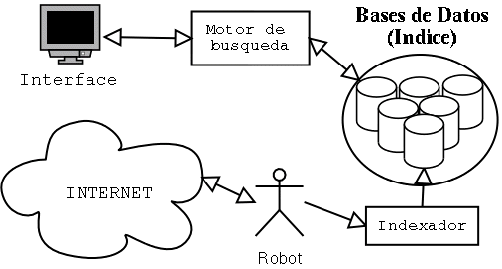 Bases de Datos
(Indice)
Motor de
busqueda
Interface
INTERNET
Robot
Indexador